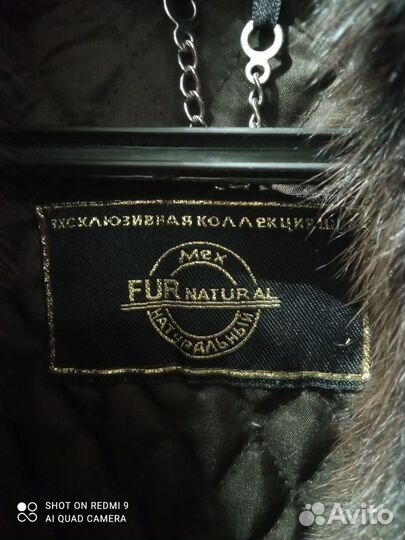 ЭКСКЛЮЗИВНАЯ КОЛЛЕКЦИЯ
Мех
FUR NATURAL
НАТУРАЛЬНЫЙ
SHOT ON REDMI 9
AI QUAD CAMERA
Avito